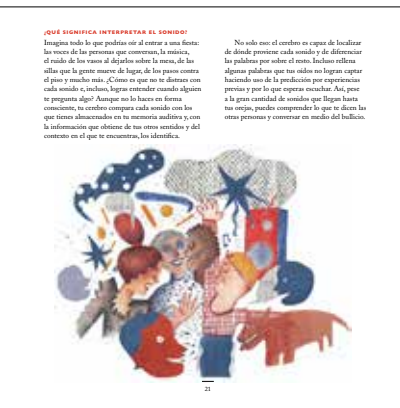 ¿QUÉ SIGNIFICA INTERPRETAR EL SONIDO?
Imagina todo lo que podrías oír al entrar a una fiesta:
las voces de las personas que conversan, la música,
el ruido de los vasos al dejarlos sobre la mesa, de las
sillas que la gente mueve de lugar, de los pasos contra
el piso y mucho más. ¿Cómo es que no te distraes con
cada sonido e, incluso, logras entender cuando alguien
te pregunta algo? Aunque no lo haces en forma
consciente, tu cerebro compara cada sonido con los
que tienes almacenados en tu memoria auditiva y, con
la información que obtiene de tus otros sentidos y del
contexto en el que te encuentras, los identifica.
No solo eso: el cerebro es capaz de localizar
de dónde proviene cada sonido y de diferenciar
las palabras por sobre el resto. Incluso rellena
algunas palabras que tus oídos no logran captar
haciendo uso de la predicción por experiencias
previas y por lo que esperas escuchar. Así, pese
a la gran cantidad de sonidos que llegan hasta
tus orejas, puedes comprender lo que te dicen las
otras personas y conversar en medio del bullicio.
21